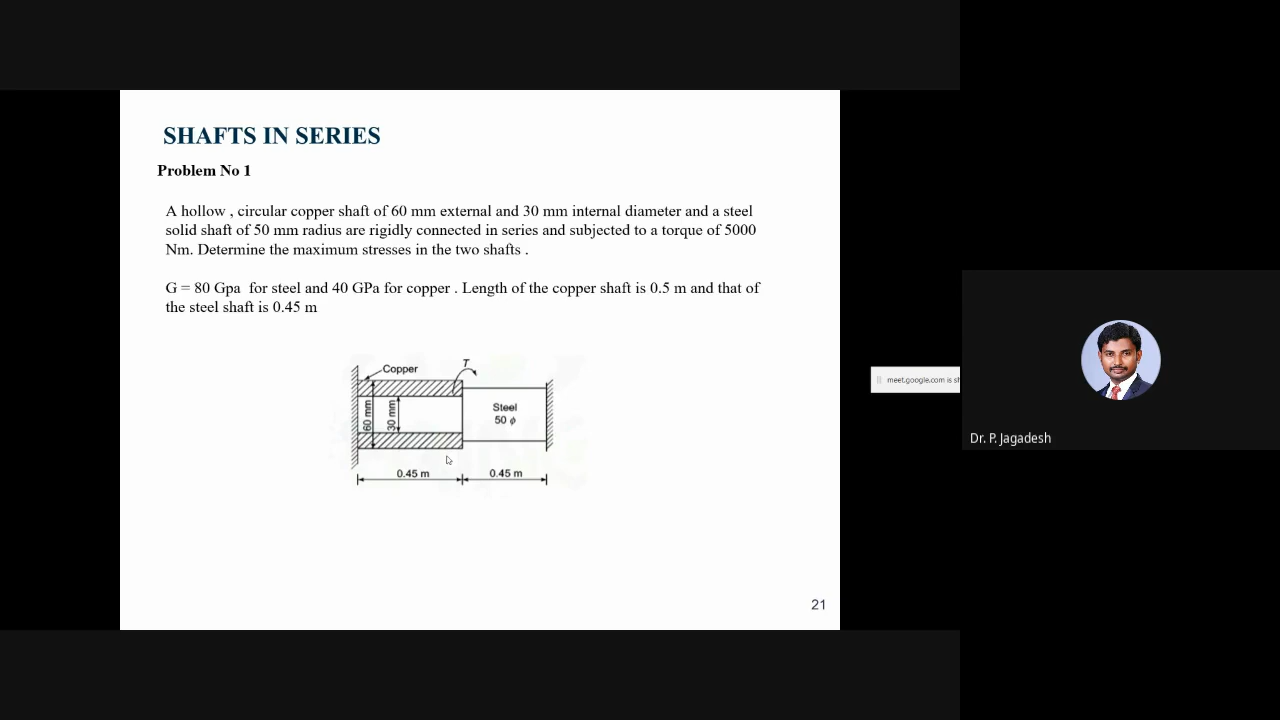 SHAFTS IN SERIES
Problem No 1
A hollow , circular copper shaft of 60 mm external and 30 mm internal diameter and a steel
solid shaft of 50 mm radius are rigidly connected in series and subjected to a torque of 5000
Nm. Determine the maximum stresses in the two shafts .
G = 80 Gpa for steel and 40 GPa for copper . Length of the copper shaft is 0.5 m and that of
the steel shaft is 0.45 m
Copper
T
60 mm
30 mm
Steel
50 ϕ
0.45 m
0.45 m
21
meet.google.com is sh
Dr. P. Jagadesh